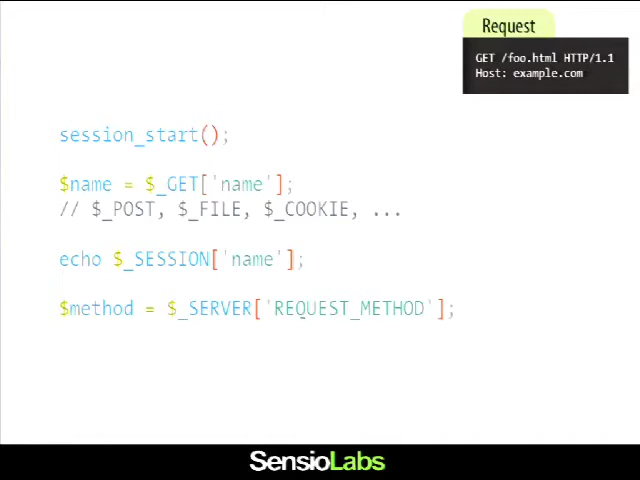 Request
GET /foo.html HTTP/1.1
Host: example.com
session_start();
$name = $_GET['name'];
// $_POST, $_FILE, $_COOKIE, ...
echo $_SESSION['name'];
$method = $_SERVER['REQUEST_METHOD'];
SensioLabs